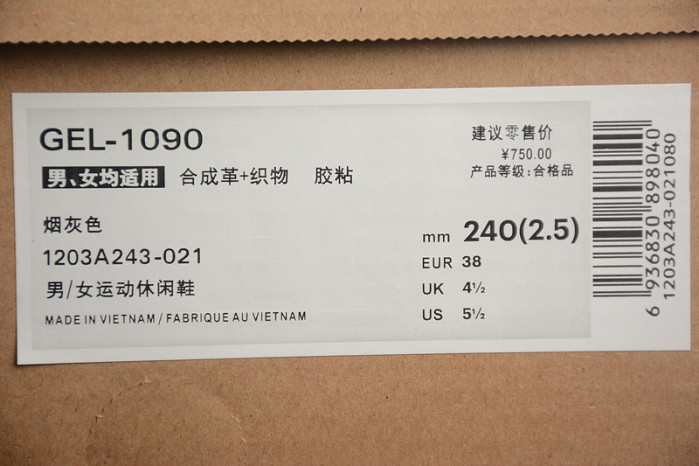 GEL-1090
男、女均适用 合成革+织物 胶粘
烟灰色
1203A243-021
男/女运动休闲鞋
MADE IN VIETNAM / FABRIQUE AU VIETNAM
建议零售价
¥750.00
产品等级:合格品
mm 240(2.5)
EUR 38
UK 4½
US 5½
6 936830 898040
1203A243-021080